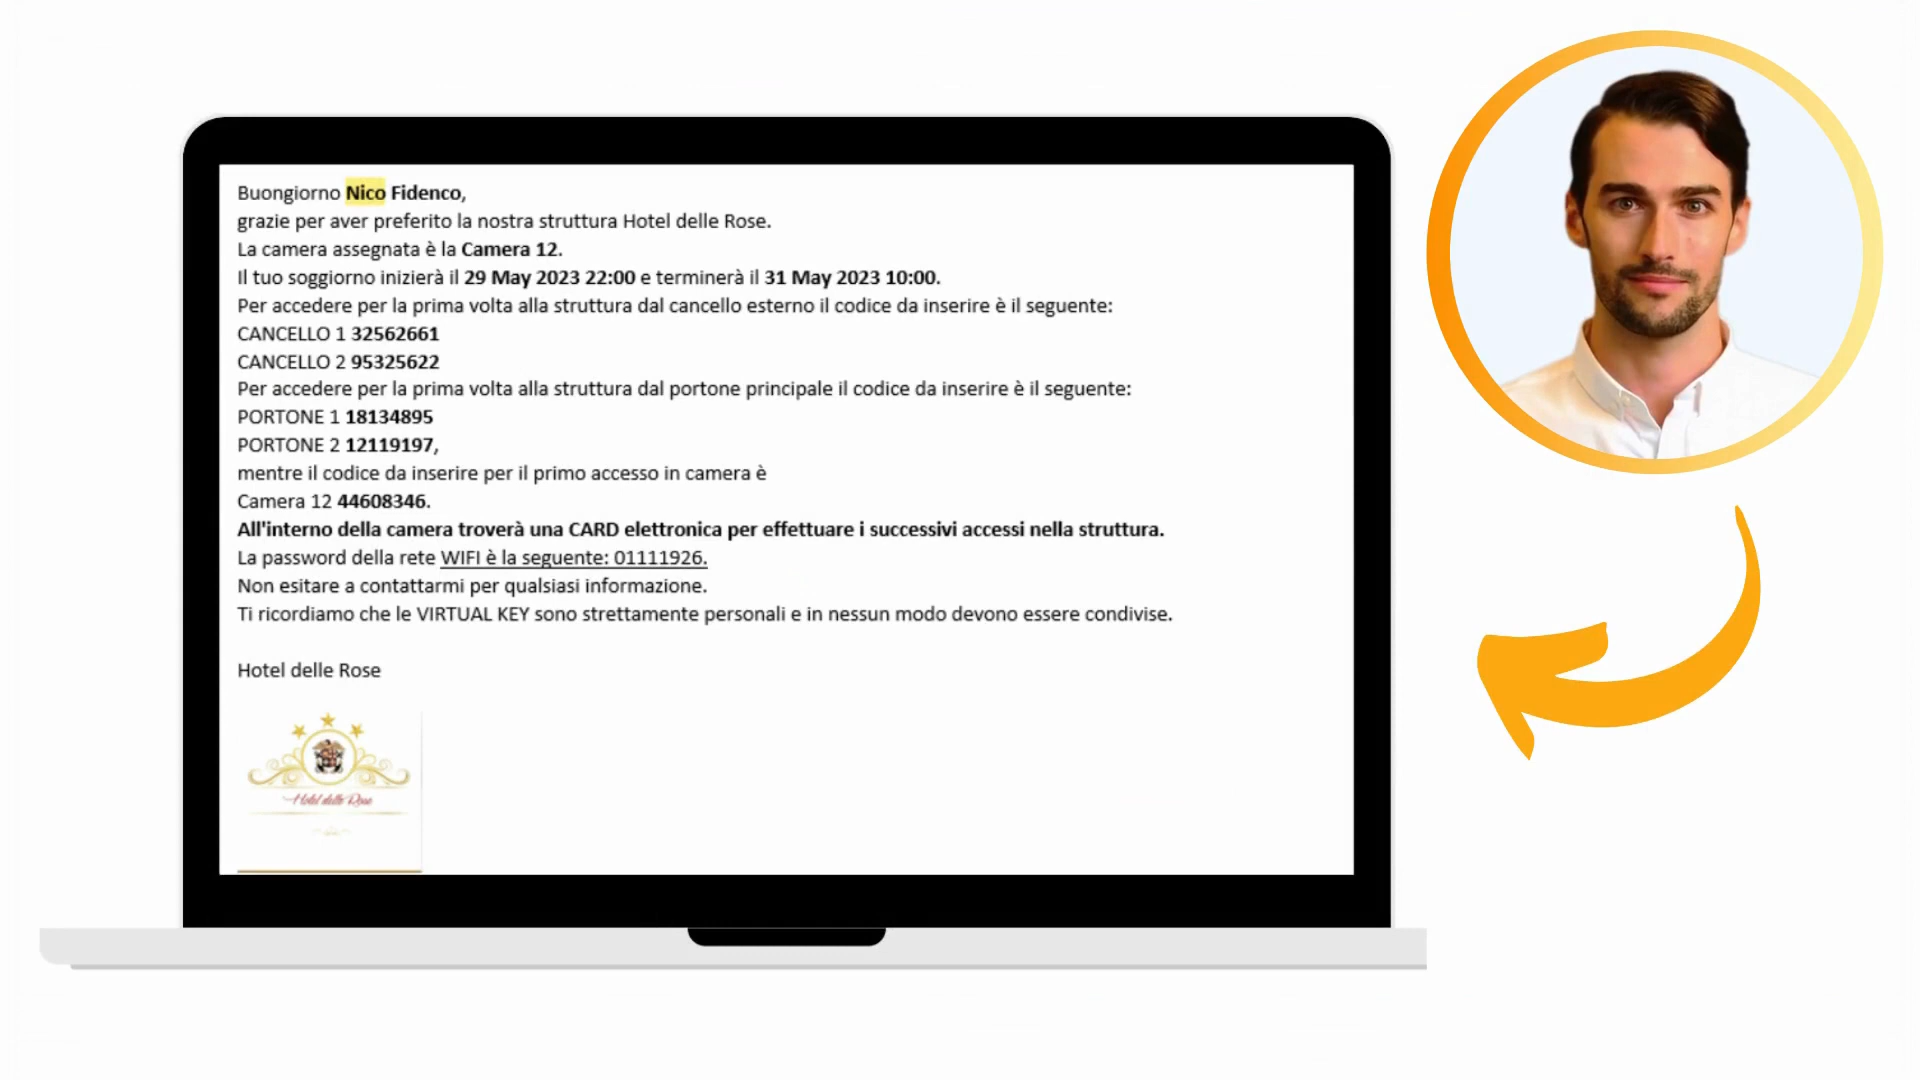 Buongiorno Nico Fidenco,
grazie per aver preferito la nostra struttura Hotel delle Rose.
La camera assegnata è la Camera 12.
Il tuo soggiorno inizierà il 29 May 2023 22:00 e terminerà il 31 May 2023 10:00.
Per accedere per la prima volta alla struttura dal cancello esterno il codice da inserire è il seguente:
CANCELLO 1 32562661
CANCELLO 2 95325622
Per accedere per la prima volta alla struttura dal portone principale il codice da inserire è il seguente:
PORTONE 1 18134895
PORTONE 2 12119197,
mentre il codice da inserire per il primo accesso in camera è
Camera 12 44608346.
All'interno della camera troverà una CARD elettronica per effettuare i successivi accessi nella struttura.
La password della rete WIFI è la seguente: 01111926.
Non esitare a contattarmi per qualsiasi informazione.
Ti ricordiamo che le VIRTUAL KEY sono strettamente personali e in nessun modo devono essere condivise.
Hotel delle Rose
Hotel delle Rose